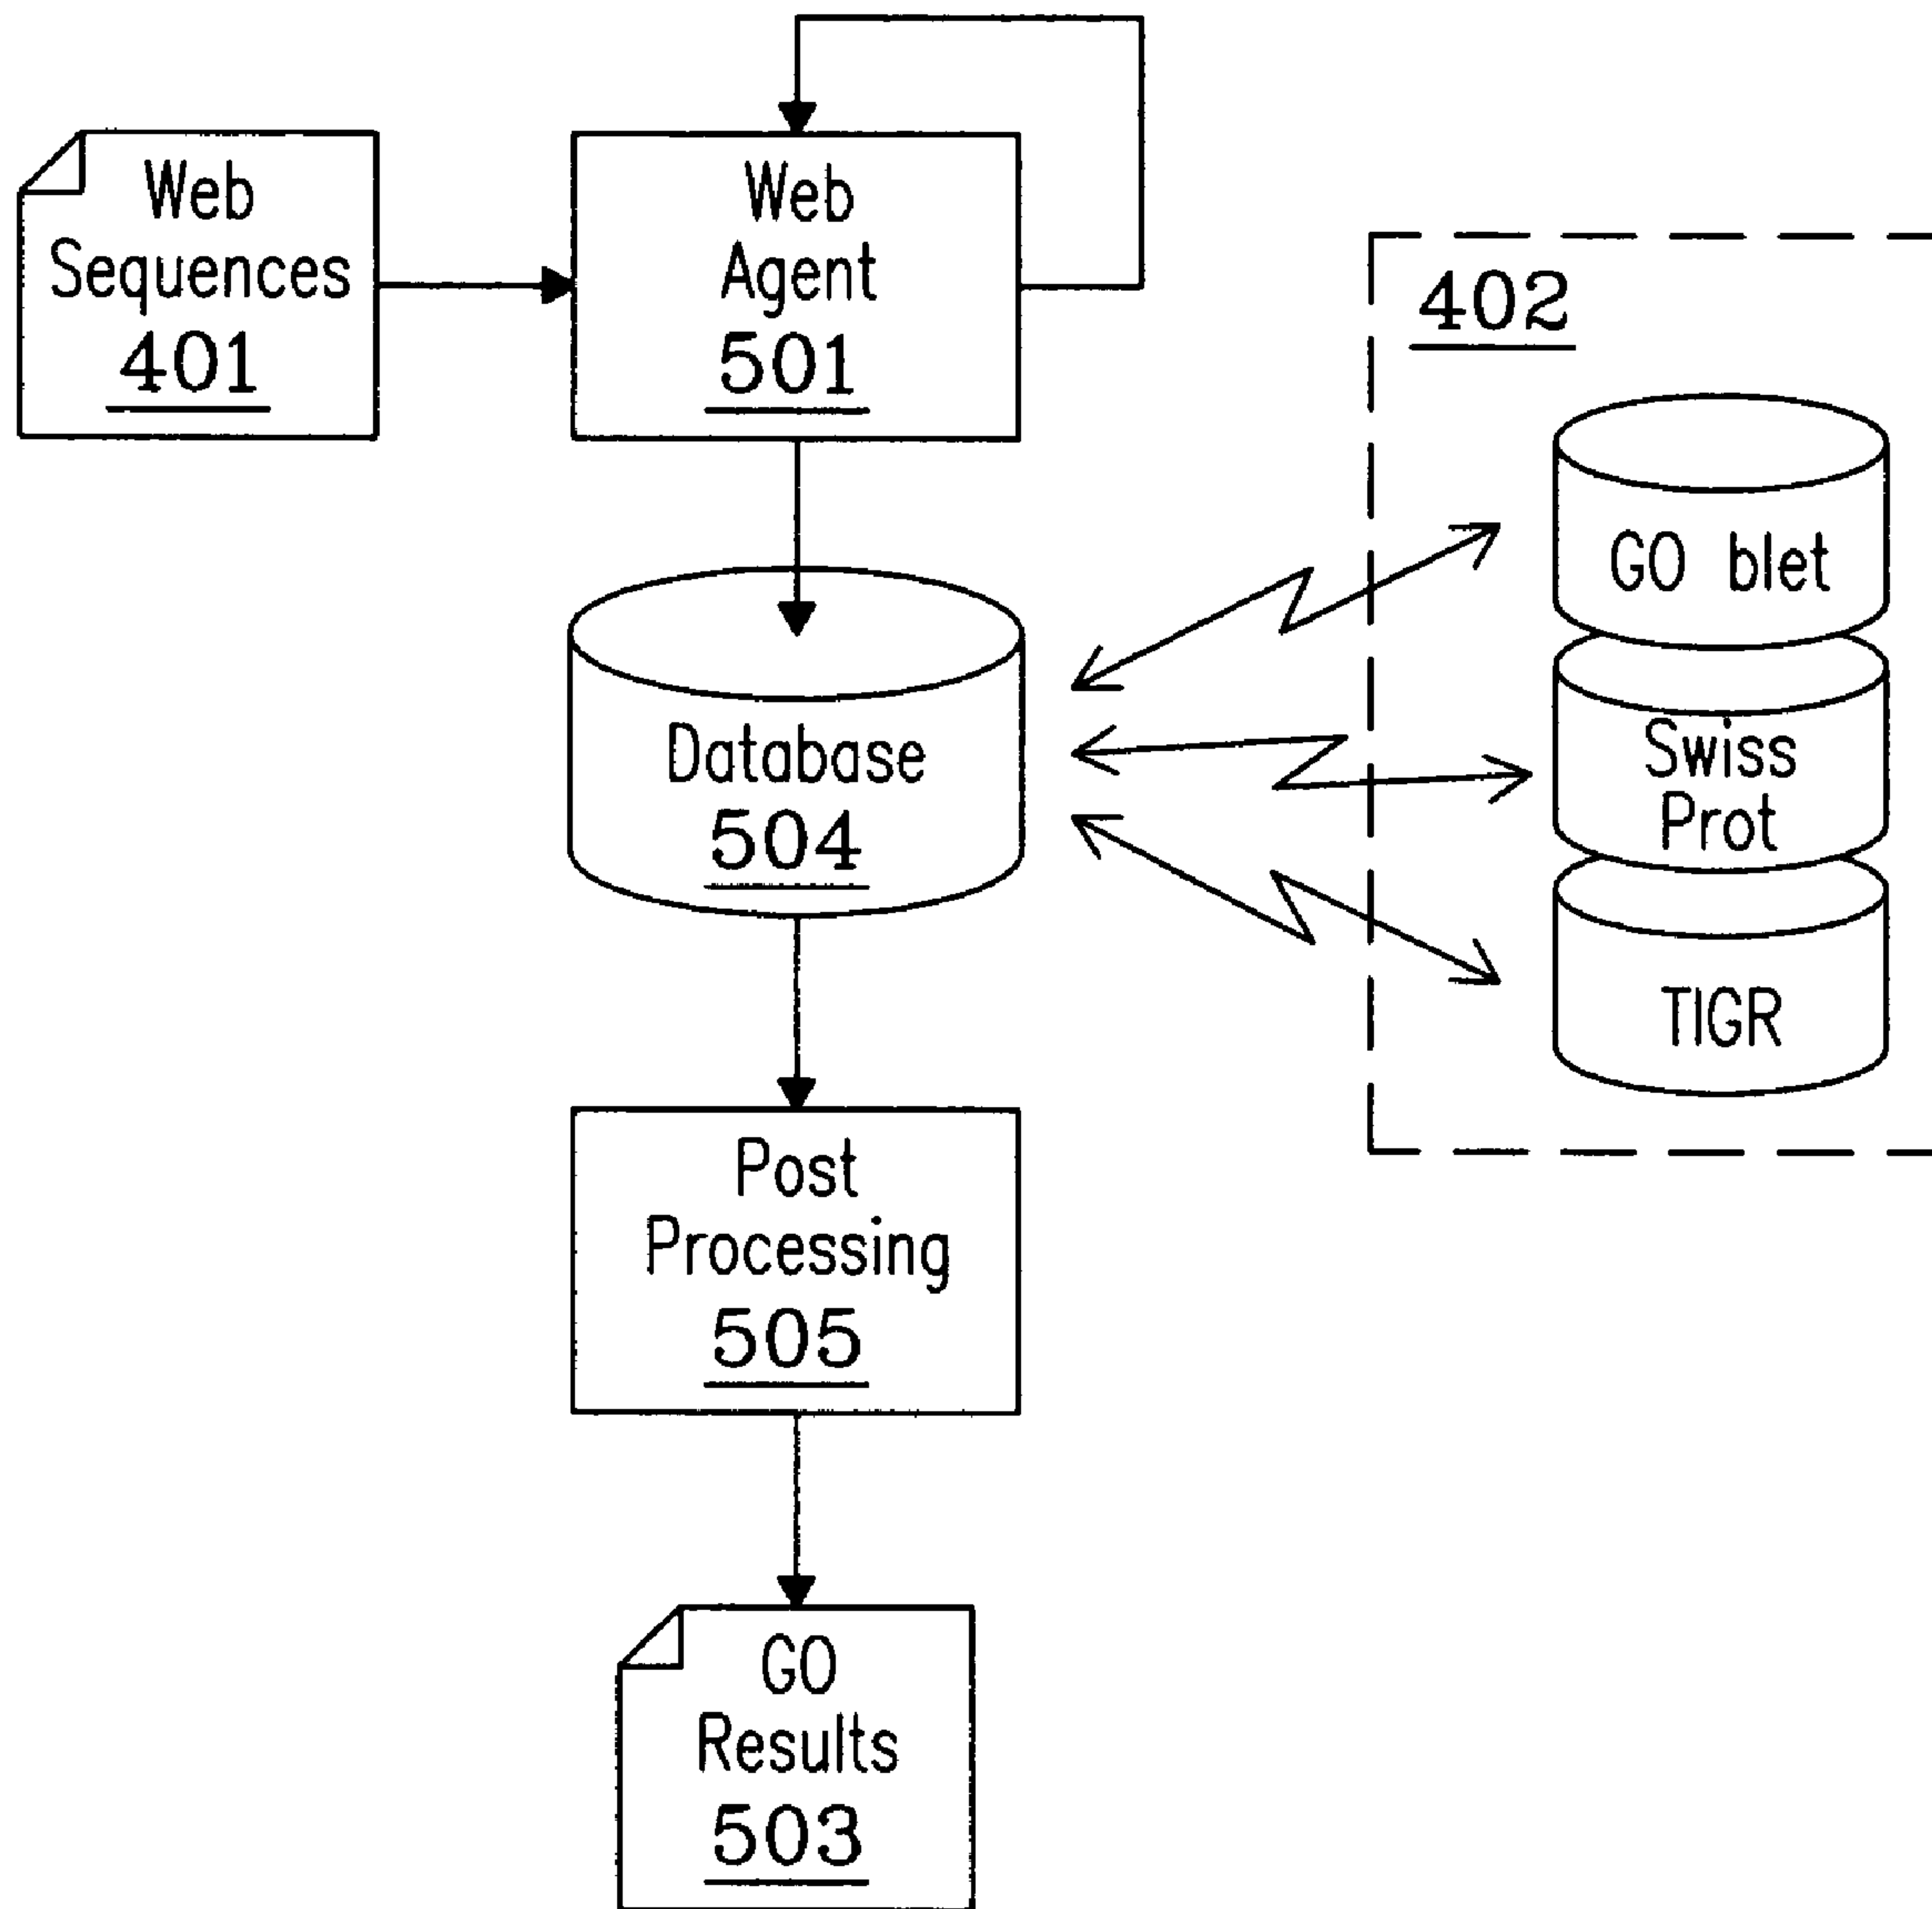 Web
Sequences
401
Web
Agent
501
402
GO blet
Swiss
Prot
TIGR
Database
504
Post
Processing
505
GO
Results
503